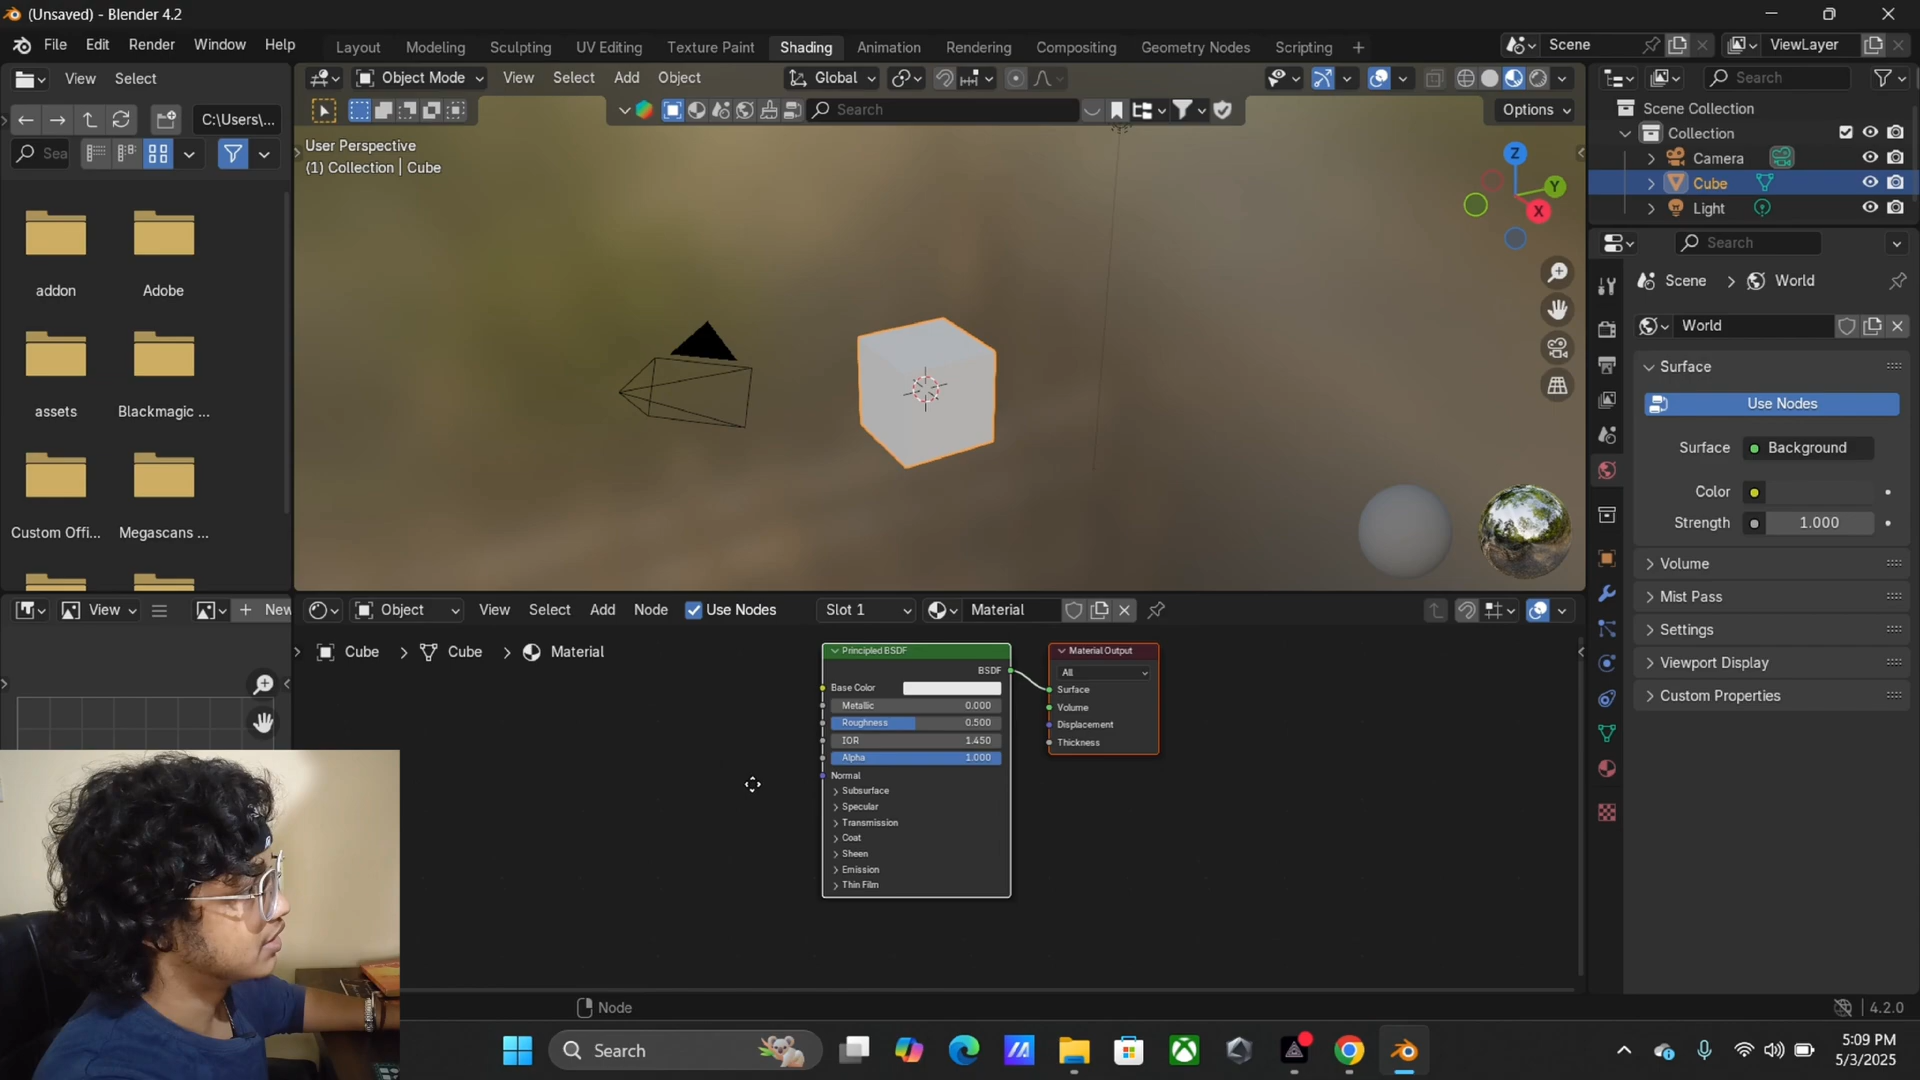 (Unsaved) - Blender 4.2
File Edit Render Window Help
Layout Modeling Sculpting UV Editing Texture Paint Shading Animation Rendering Compositing Geometry Nodes Scripting +
Scene
ViewLayer
View Select
Object Mode View Select Add Object
Global
Search
C:\Users\...
Sea
Search
Options
User Perspective
(1) Collection | Cube
Z
Y
X
addon
Adobe
assets
Blackmagic ...
Custom Offi...
Megascans ...
Scene Collection
Collection
Camera
Cube
Light
Search
Scene > World
World
Surface
Use Nodes
Surface Background
Color
Strength 1.000
Volume
Mist Pass
Settings
Viewport Display
Custom Properties
View
+ New
Object View Select Add Node Use Nodes Slot 1 Material
Cube > Cube > Material
Principled BSDF
BSDF
Base Color
Metallic 0.000
Roughness 0.500
IOR 1.450
Alpha 1.000
Normal
Subsurface
Specular
Transmission
Coat
Sheen
Emission
Thin Film
Material Output
All
Surface
Volume
Displacement
Thickness
Node
4.2.0
Search
5:09 PM
5/3/2025